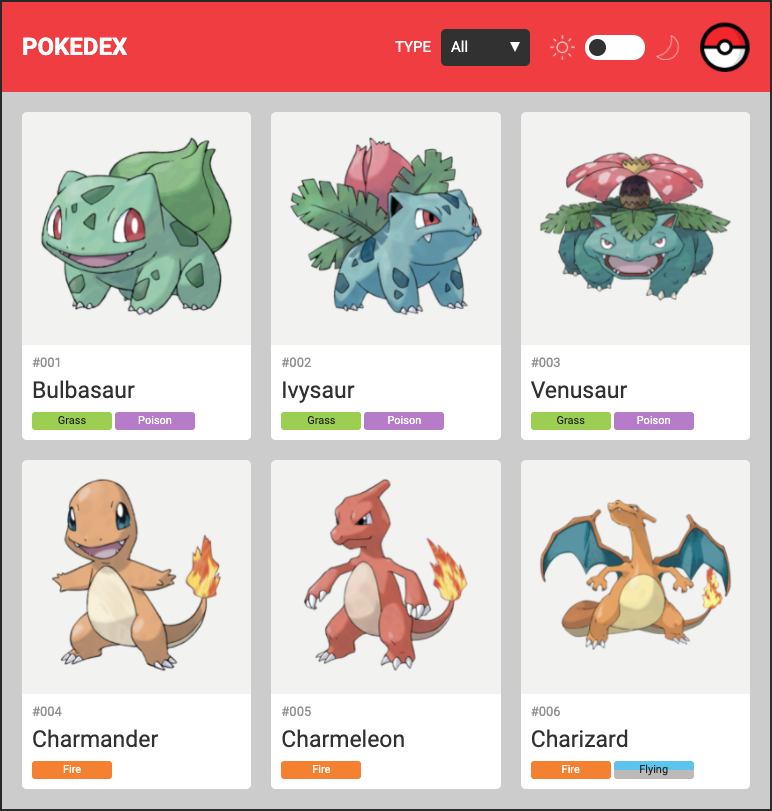 POKEDEX
TYPE All
#001
Bulbasaur
Grass Poison
#002
Ivysaur
Grass Poison
#003
Venusaur
Grass Poison
#004
Charmander
Fire
#005
Charmeleon
Fire
#006
Charizard
Fire Flying